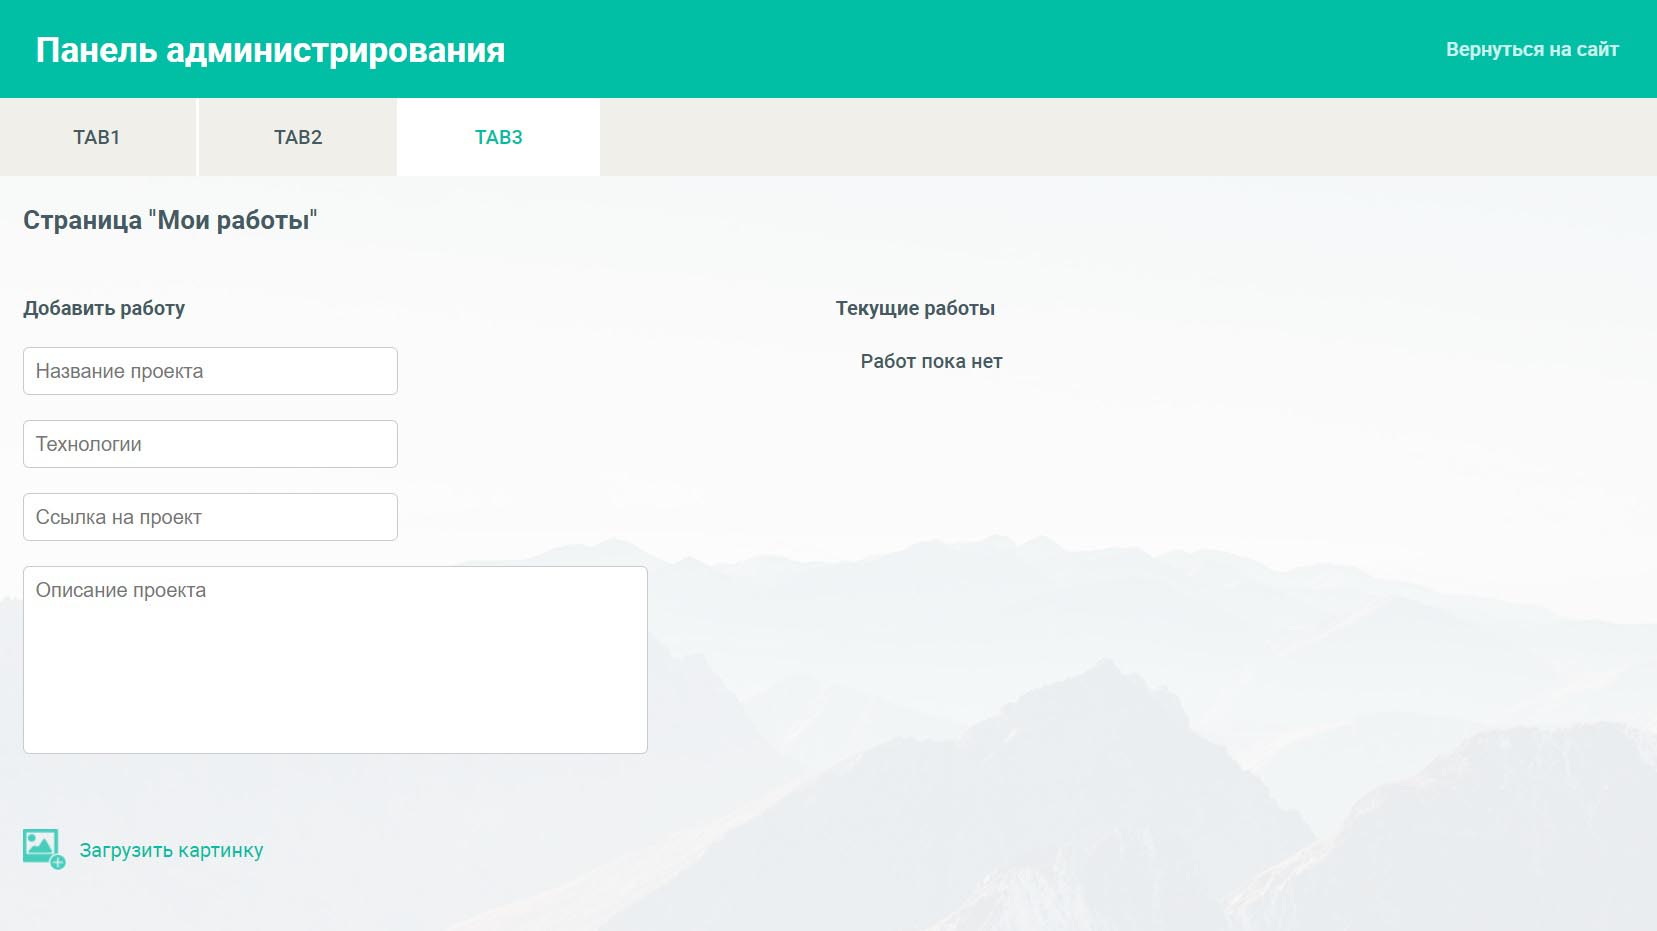 Панель администрирования
Вернуться на сайт
TAB1
TAB2
TAB3
Страница "Мои работы"
Добавить работу
Название проекта
Технологии
Ссылка на проект
Описание проекта
Загрузить картинку
Текущие работы
Работ пока нет